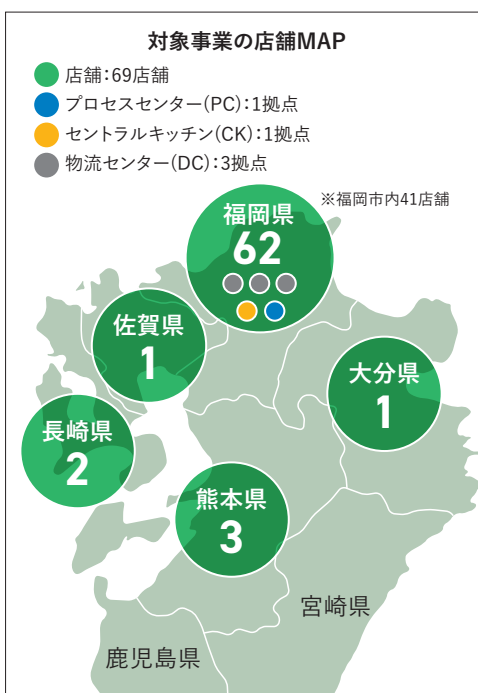 対象事業の店舗MAP
店舗：69店舗
プロセスセンター(PC)：1拠点
セントラルキッチン(CK)：1拠点
物流センター(DC)：3拠点
※福岡市内41店舗
福岡県
62
佐賀県
1
大分県
1
長崎県
2
熊本県
3
宮崎県
鹿児島県